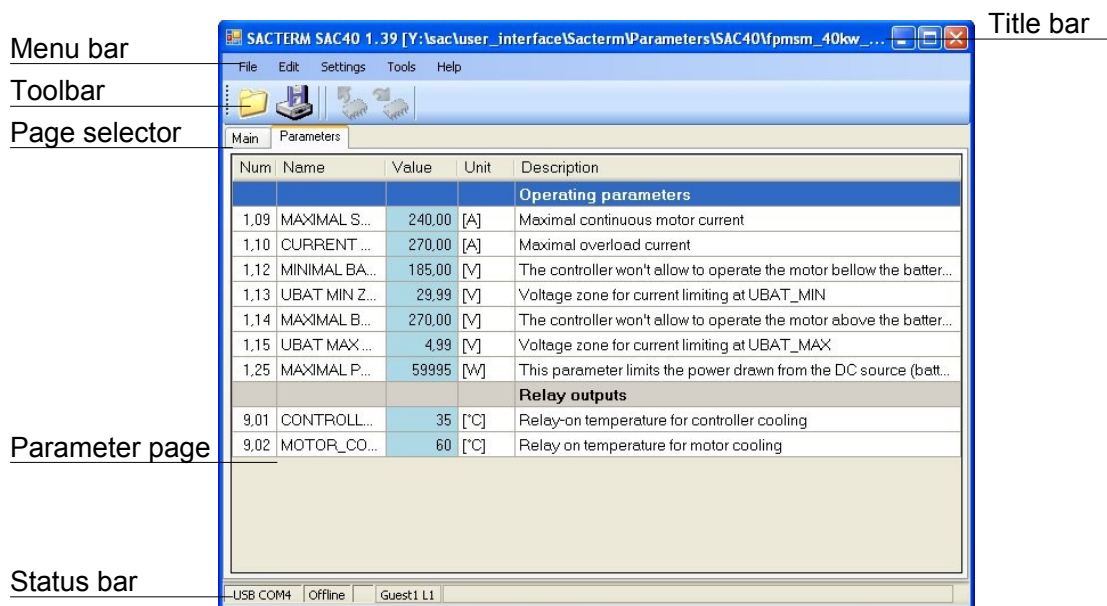 Title bar
SACTERM SAC40 1.39 [Y:\sac\user_interface\Sacterm\Parameters\SAC40\fpmsm_40kw_...
Menu bar
File Edit Settings Tools Help
Toolbar
Page selector
Main Parameters
Num Name Value Unit Description
Operating parameters
1,09 MAXIMAL S... 240,00 [A] Maximal continuous motor current
1,10 CURRENT ... 270,00 [A] Maximal overload current
1,12 MINIMAL BA... 185,00 [V] The controller won't allow to operate the motor bellow the batter...
1,13 UBAT MIN Z... 29,99 [V] Voltage zone for current limiting at UBAT_MIN
1,14 MAXIMAL B... 270,00 [V] The controller won't allow to operate the motor above the batter...
1,15 UBAT MAX ... 4,99 [V] Voltage zone for current limiting at UBAT_MAX
1,25 MAXIMAL P... 59995 [W] This parameter limits the power drawn from the DC source (batt...
Relay outputs
9,01 CONTROLL... 35 [°C] Relay-on temperature for controller cooling
9,02 MOTOR_CO... 60 [°C] Relay on temperature for motor cooling
Parameter page
Status bar
USB COM4 Offline Guest1 L1